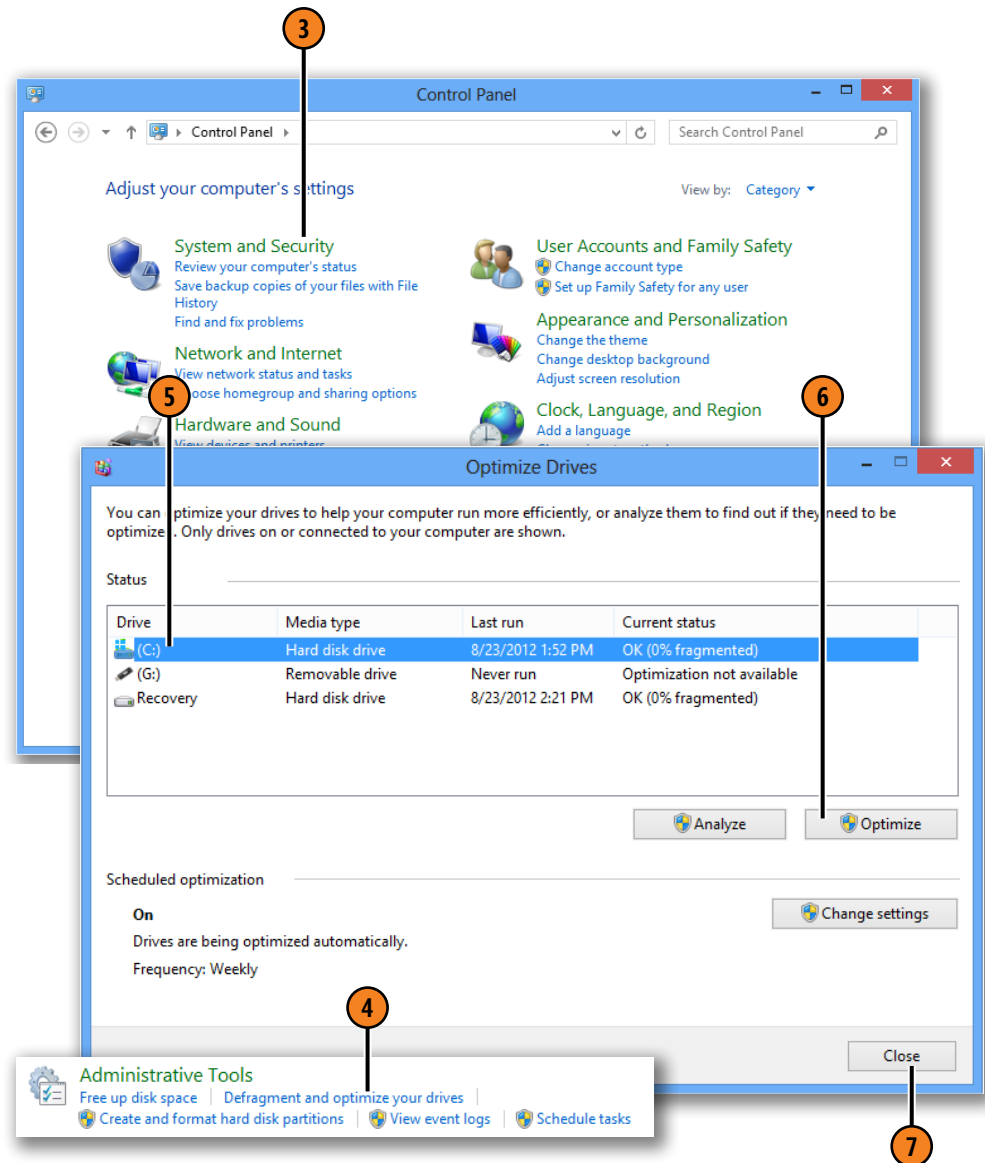 3
Control Panel
Control Panel
Search Control Panel
Adjust your computer's settings
View by: Category
System and Security
Review your computer's status
Save backup copies of your files with File
History
Find and fix problems
Network and Internet
View network status and tasks
Choose homegroup and sharing options
Hardware and Sound
View devices and printers
User Accounts and Family Safety
Change account type
Set up Family Safety for any user
Appearance and Personalization
Change the theme
Change desktop background
Adjust screen resolution
Clock, Language, and Region
Add a language
5
6
Optimize Drives
You can optimize your drives to help your computer run more efficiently, or analyze them to find out if they need to be
optimized. Only drives on or connected to your computer are shown.
Status
Drive Media type Last run Current status
(C:) Hard disk drive 8/23/2012 1:52 PM OK (0% fragmented)
(G:) Removable drive Never run Optimization not available
Recovery Hard disk drive 8/23/2012 2:21 PM OK (0% fragmented)
Analyze Optimize
Scheduled optimization
On
Change settings
Drives are being optimized automatically.
Frequency: Weekly
4
Close
Administrative Tools
Free up disk space Defragment and optimize your drives
Create and format hard disk partitions View event logs Schedule tasks
7